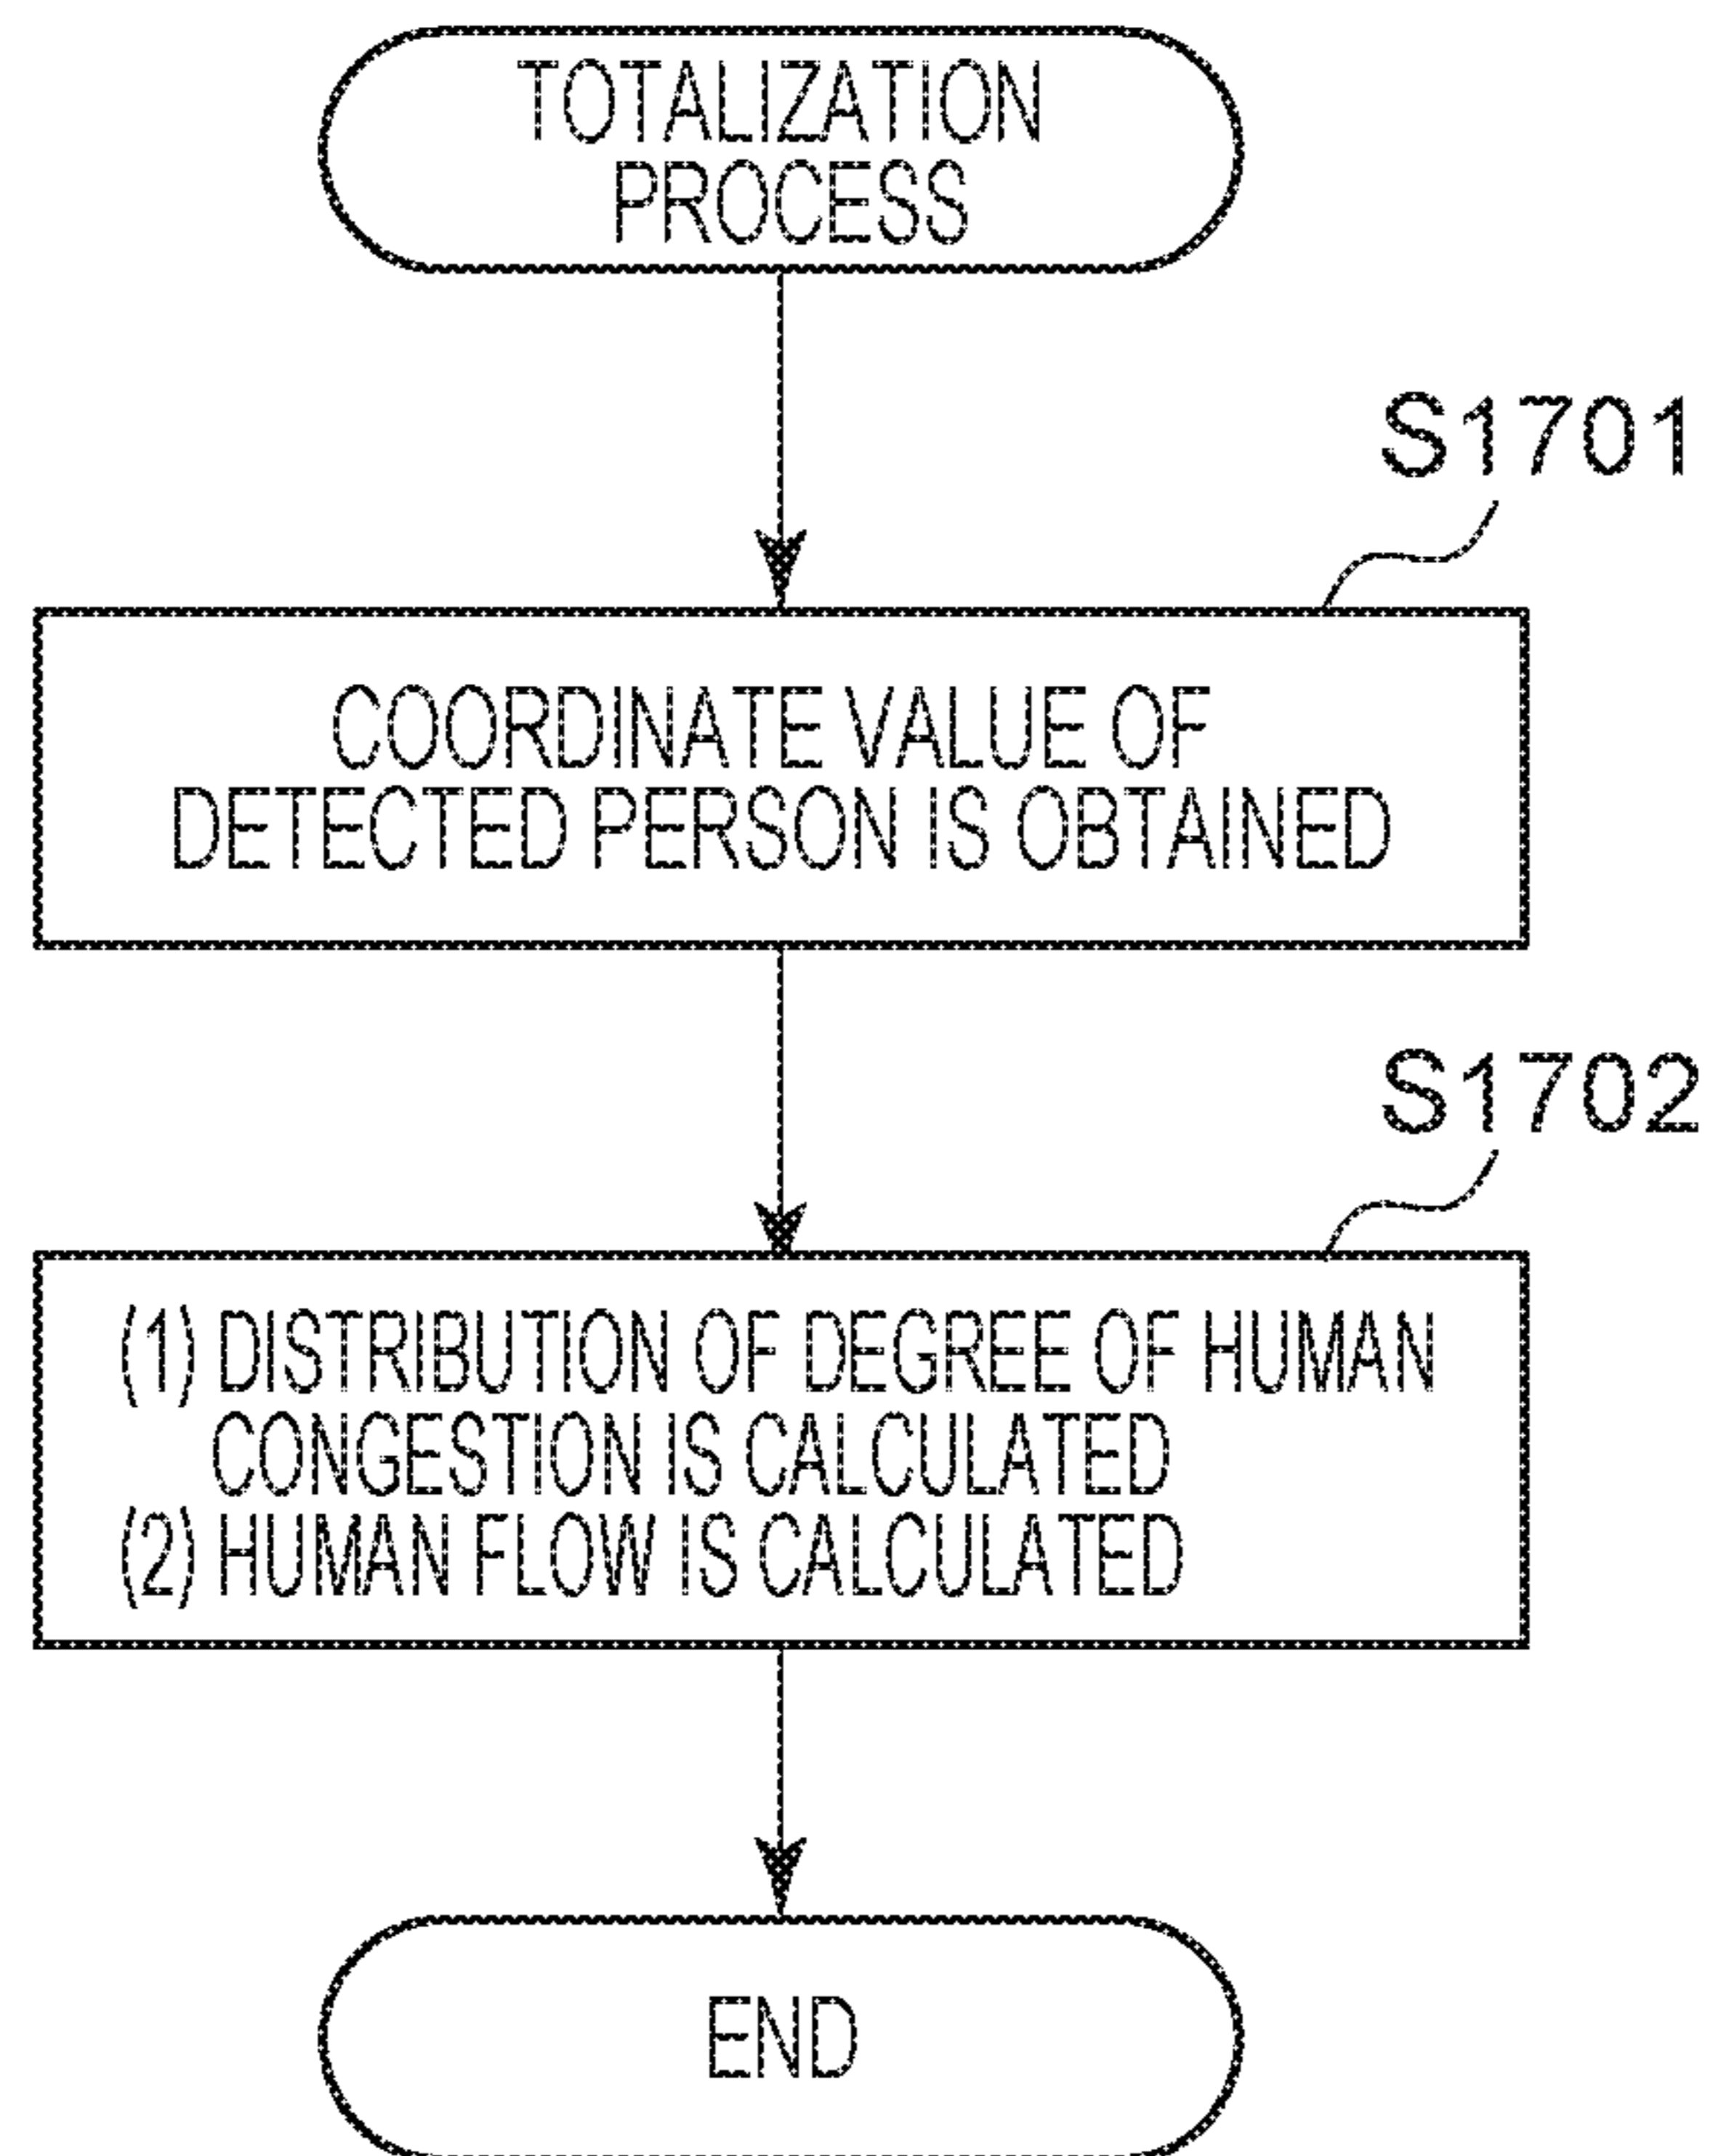 TOTALIZATION
PROCESS
S1701
COORDINATE VALUE OF
DETECTED PERSON IS OBTAINED
S1702
(1) DISTRIBUTION OF DEGREE OF HUMAN
CONGESTION IS CALCULATED
(2) HUMAN FLOW IS CALCULATED
END